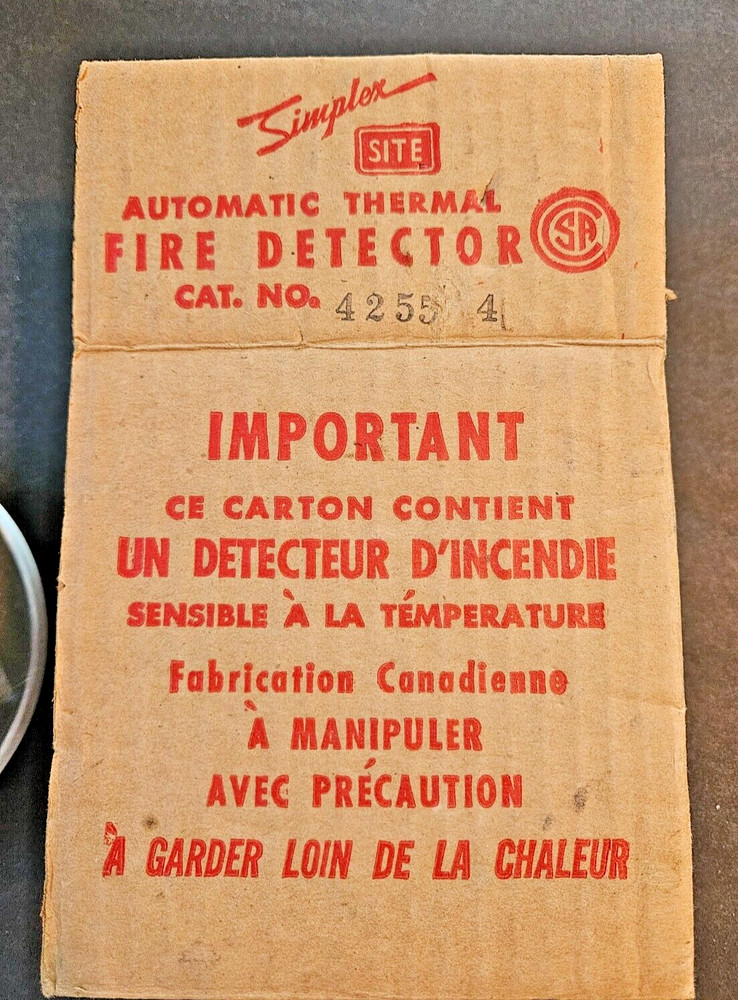 Simplex
SITE
AUTOMATIC THERMAL
FIRE DETECTOR
CSA
CAT. NO. 4255 4
IMPORTANT
CE CARTON CONTIENT
UN DETECTEUR D'INCENDIE
SENSIBLE À LA TÉMPERATURE
Fabrication Canadienne
À MANIPULER
AVEC PRÉCAUTION
À GARDER LOIN DE LA CHALEUR